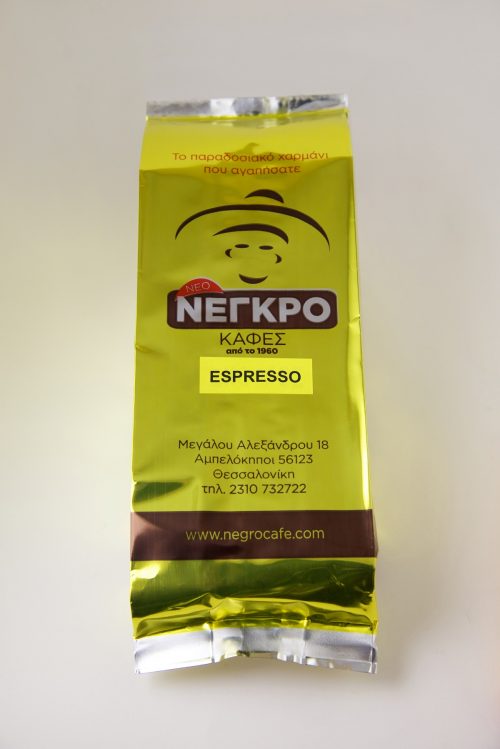 Το παραδοσιακό χαρμάνι
που αγαπήσατε
ΝΕΟ
ΝΕΓΚΡΟ
ΚΑΦΕΣ
από το 1960
ESPRESSO
Μεγάλου Αλεξάνδρου 18
Αμπελόκηποι 56123
Θεσσαλονίκη
τηλ. 2310 732722
www.negrocafe.com